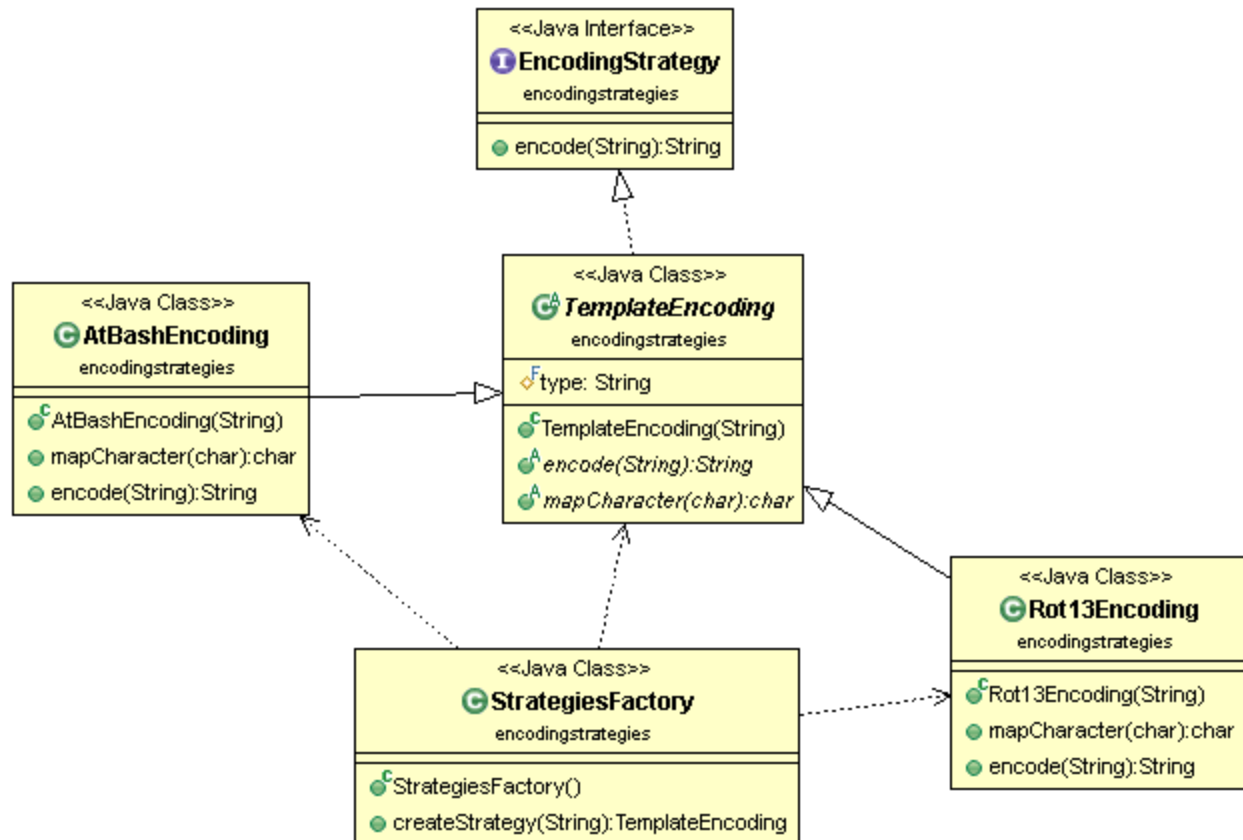 <<Java Interface>>
I EncodingStrategy
encodingstrategies
encode(String):String
<<Java Class>>
C AtBashEncoding
encodingstrategies
C AtBashEncoding(String)
mapCharacter(char):char
encode(String):String
<<Java Class>>
C A TemplateEncoding
encodingstrategies
F type: String
C TemplateEncoding(String)
A encode(String):String
A mapCharacter(char):char
<<Java Class>>
C Rot13Encoding
encodingstrategies
C Rot13Encoding(String)
mapCharacter(char):char
encode(String):String
<<Java Class>>
C StrategiesFactory
encodingstrategies
C StrategiesFactory()
createStrategy(String):TemplateEncoding